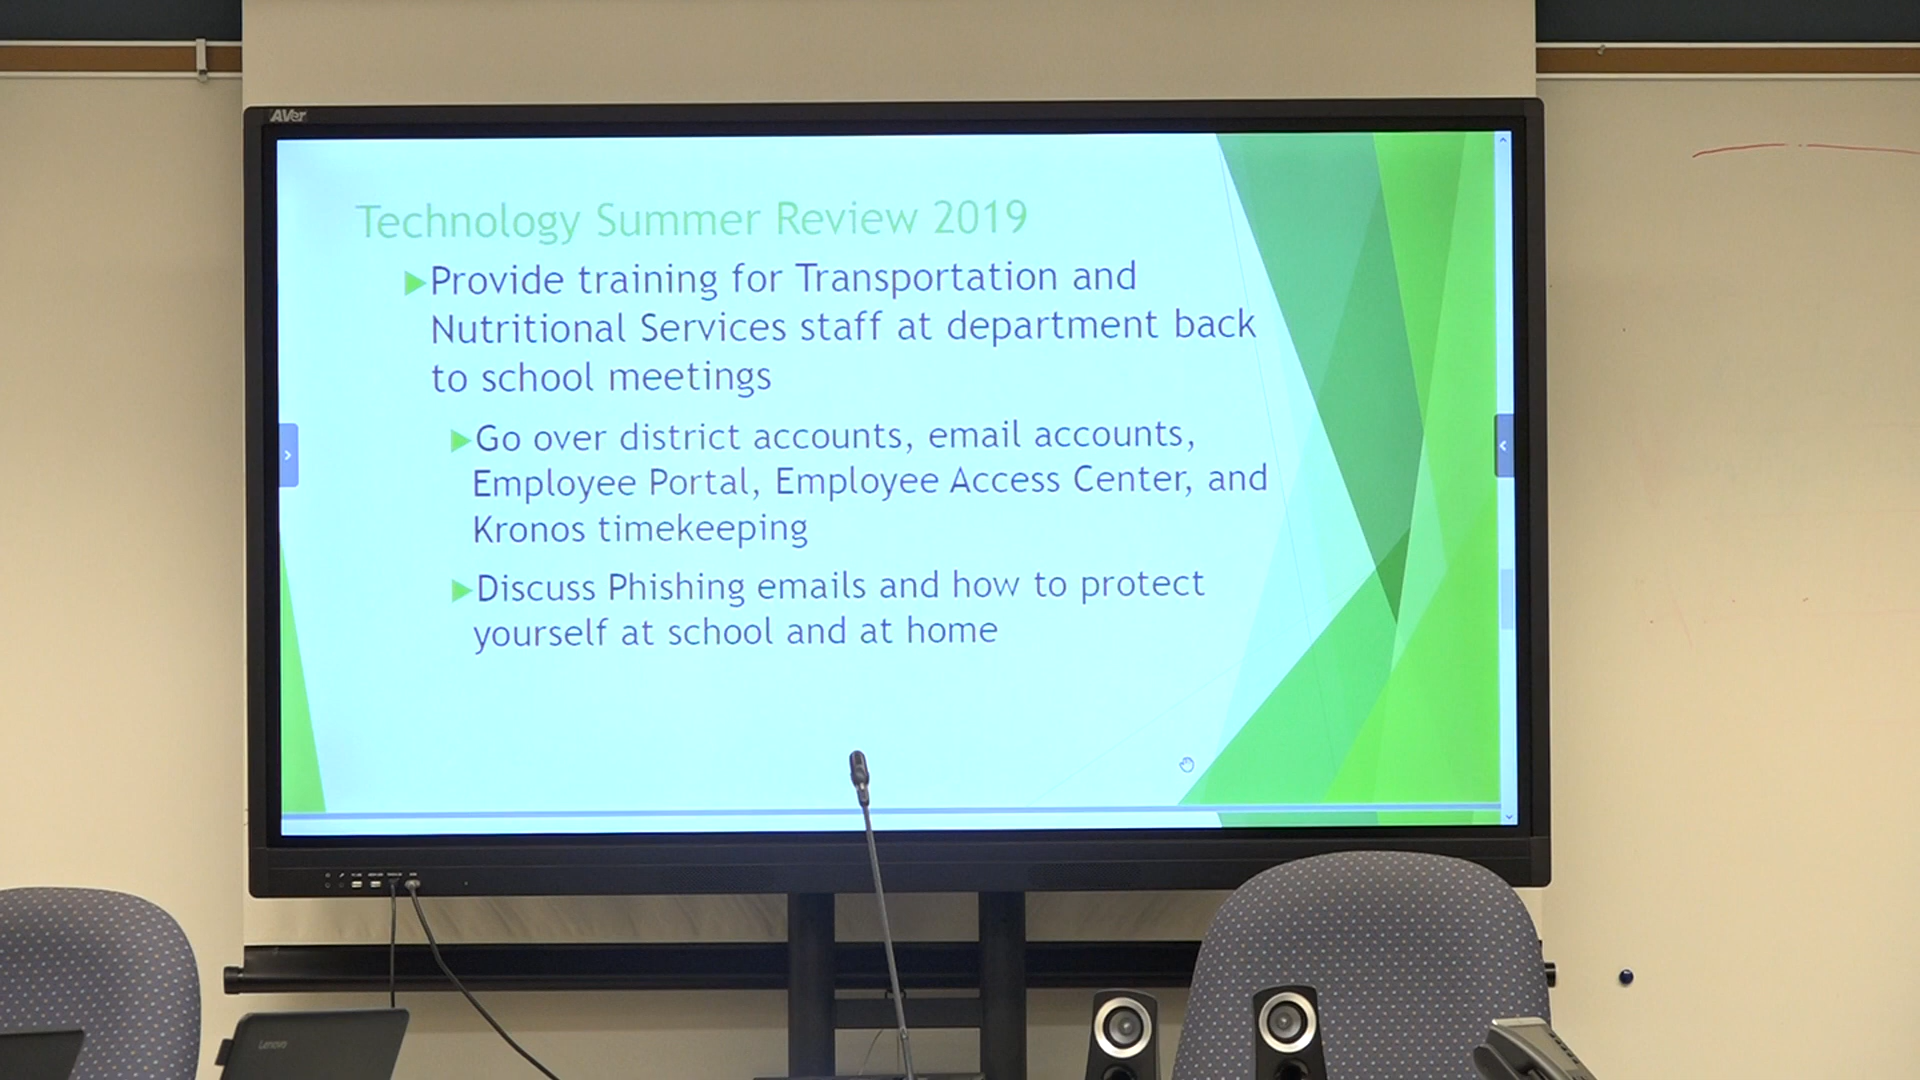 AVer
Technology Summer Review 2019
Provide training for Transportation and
Nutritional Services staff at department back
to school meetings
Go over district accounts, email accounts,
Employee Portal, Employee Access Center, and
Kronos timekeeping
Discuss Phishing emails and how to protect
yourself at school and at home
Lenovo